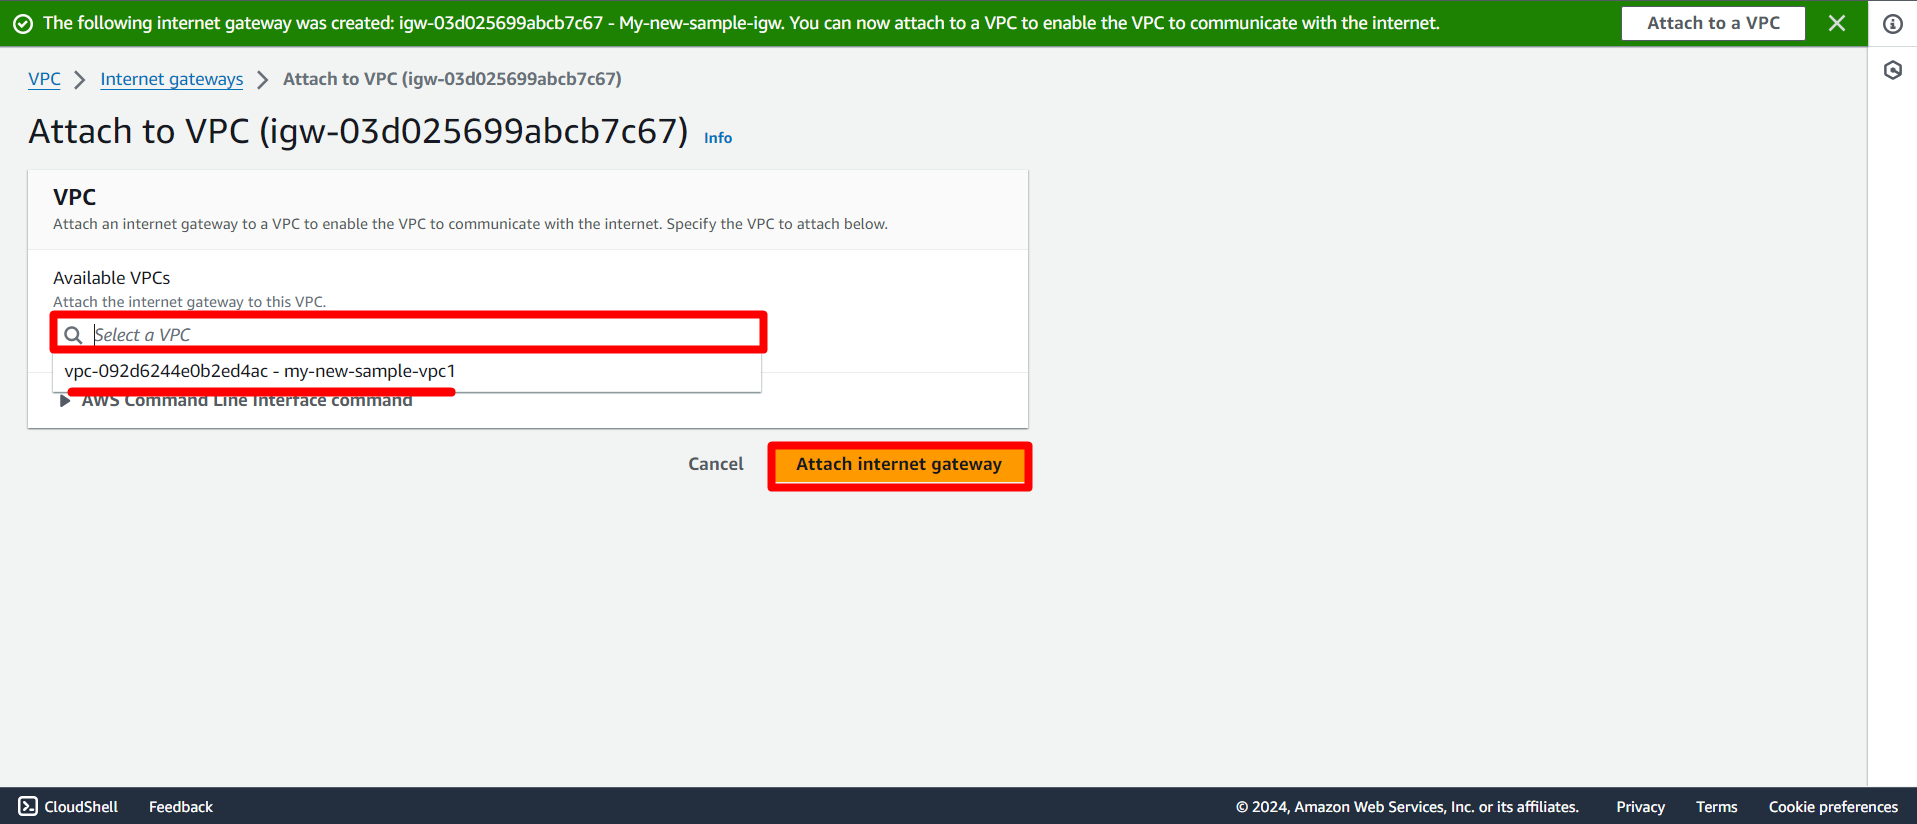 The following internet gateway was created: igw-03d025699abcb7c67 - My-new-sample-igw. You can now attach to a VPC to enable the VPC to communicate with the internet.
Attach to a VPC
VPC
Internet gateways
Attach to VPC (igw-03d025699abcb7c67)
Attach to VPC (igw-03d025699abcb7c67) Info
VPC
Attach an internet gateway to a VPC to enable the VPC to communicate with the internet. Specify the VPC to attach below.
Available VPCs
Attach the internet gateway to this VPC.
Select a VPC
vpc-092d6244e0b2ed4ac - my-new-sample-vpc1
AWS Command Line Interface command
Cancel
Attach internet gateway
CloudShell
Feedback
© 2024, Amazon Web Services, Inc. or its affiliates.
Privacy
Terms
Cookie preferences